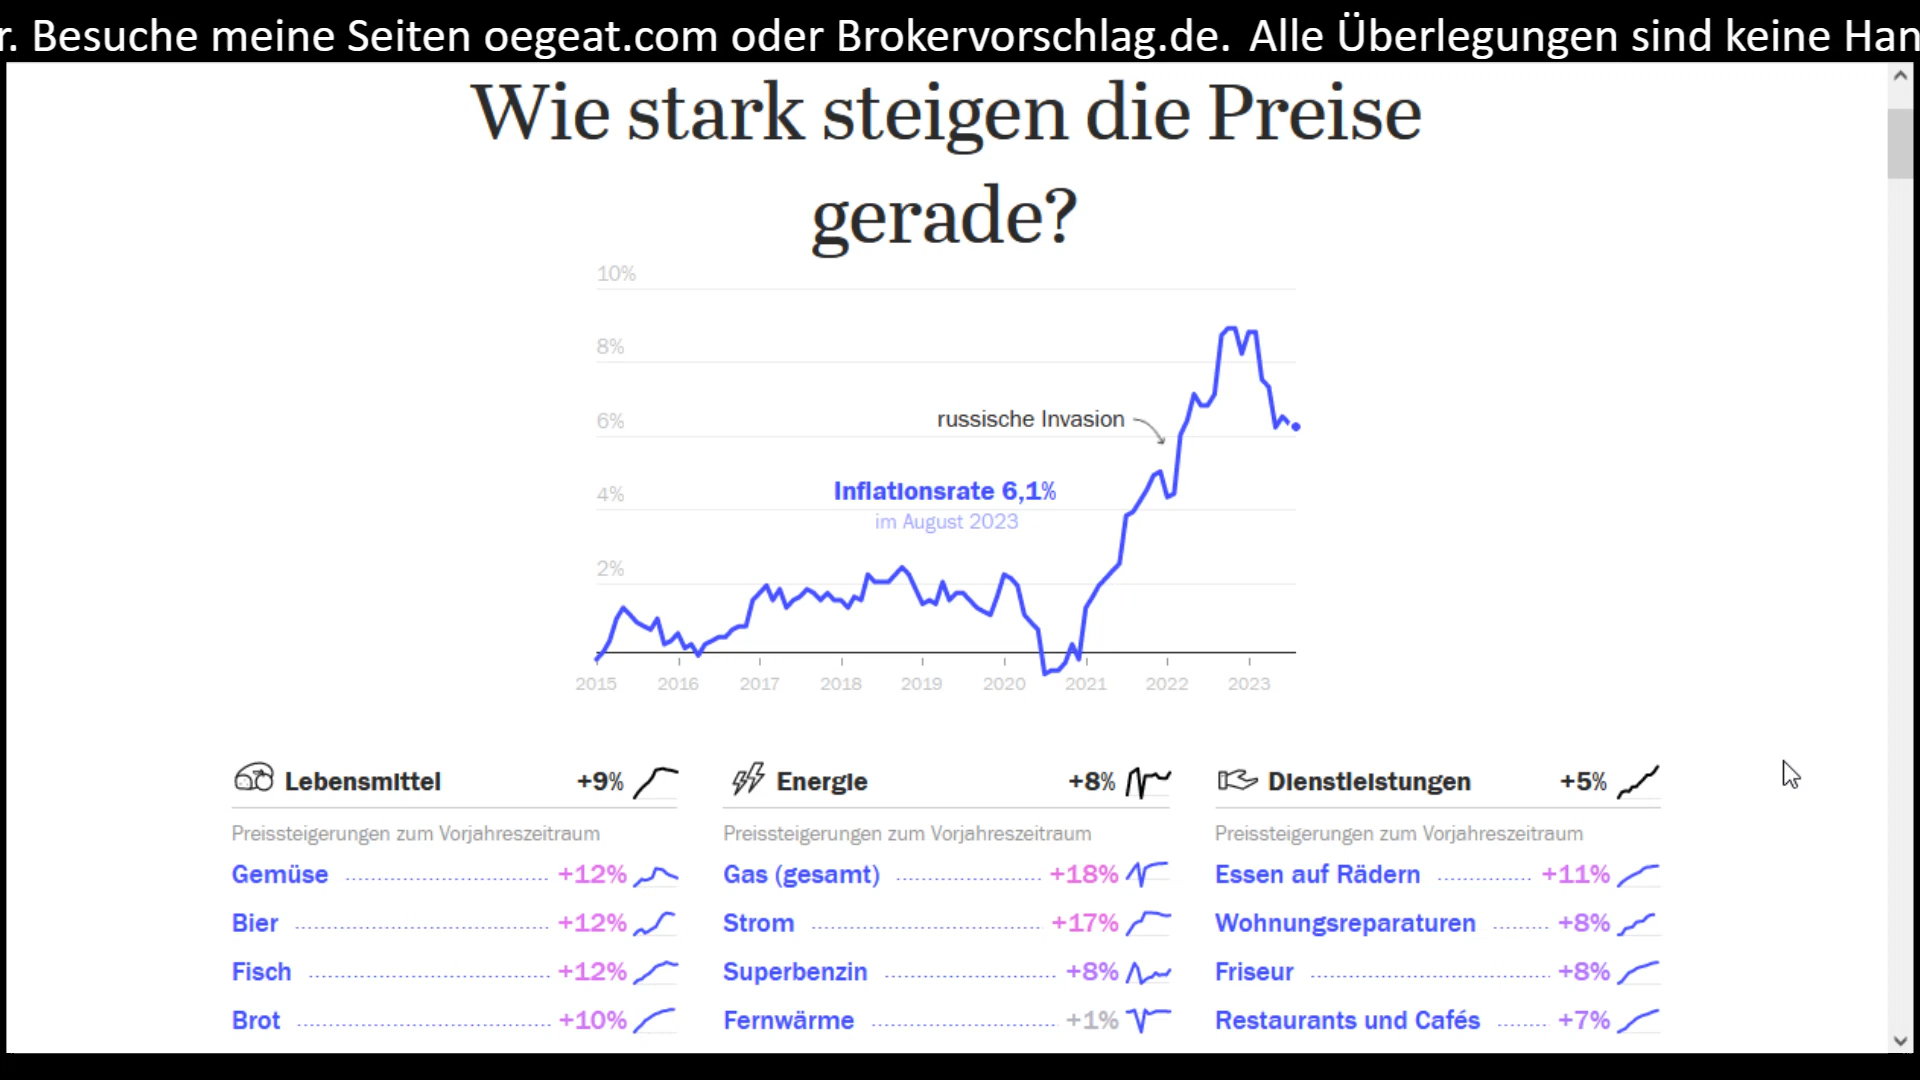 r. Besuche meine Seiten oegeat.com oder Brokervorschlag.de. Alle Überlegungen sind keine Han
Wie stark steigen die Preise
gerade?
10%
8%
6%
4%
2%
russische Invasion
Inflationsrate 6,1%
im August 2023
2015 2016 2017 2018 2019 2020 2021 2022 2023
Lebensmittel +9%
Preissteigerungen zum Vorjahreszeitraum
Gemüse +12%
Bier +12%
Fisch +12%
Brot +10%
Energie +8%
Preissteigerungen zum Vorjahreszeitraum
Gas (gesamt) +18%
Strom +17%
Superbenzin +8%
Fernwärme +1%
Dienstleistungen +5%
Preissteigerungen zum Vorjahreszeitraum
Essen auf Rädern +11%
Wohnungsreparaturen +8%
Friseur +8%
Restaurants und Cafés +7%